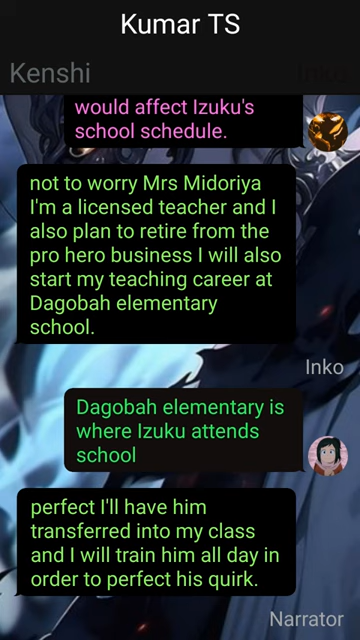 Kumar TS
Kenshi
Inko
would affect Izuku's
school schedule.
not to worry Mrs Midoriya
I'm a licensed teacher and I
also plan to retire from the
pro hero business I will also
start my teaching career at
Dagobah elementary
school.
Inko
Dagobah elementary is
where Izuku attends
school
perfect I'll have him
transferred into my class
and I will train him all day in
order to perfect his quirk.
Narrator